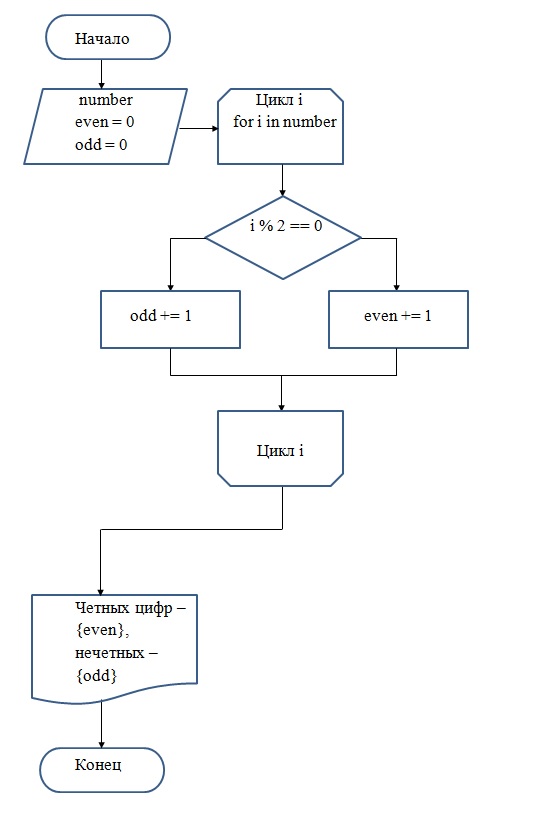 Начало
number
even = 0
odd = 0
Цикл i
for i in number
i % 2 == 0
odd += 1
even += 1
Цикл i
Четных цифр –
{even},
нечетных –
{odd}
Конец